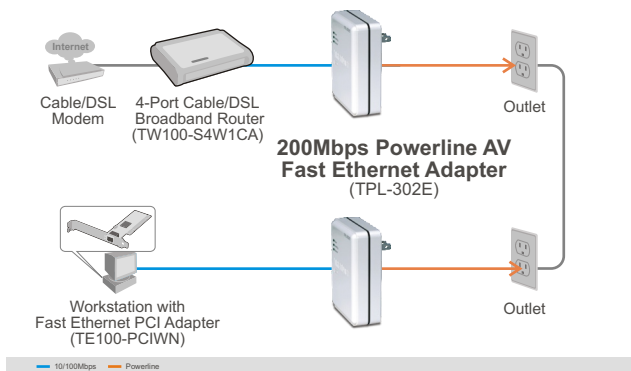 Internet
Cable/DSL
Modem
4-Port Cable/DSL
Broadband Router
(TW100-S4W1CA)
Outlet
200Mbps Powerline AV
Fast Ethernet Adapter
(TPL-302E)
Workstation with
Fast Ethernet PCI Adapter
(TE100-PCIWN)
Outlet
10/100Mbps
Powerline